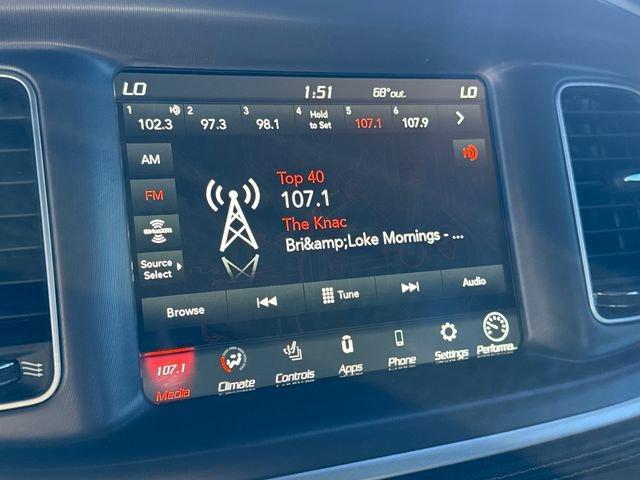 LO 1:51 68° out. LO
1 102.3 2 97.3 3 98.1 4 Hold to Set 5 107.1 6 107.9
AM
FM
SiriusXM
Source
Select
Top 40
107.1
The Knac
Bri&amp;Loke Mornings - ...
Browse Tune Audio
107.1
Media Climate Controls Apps Phone Settings Performa..